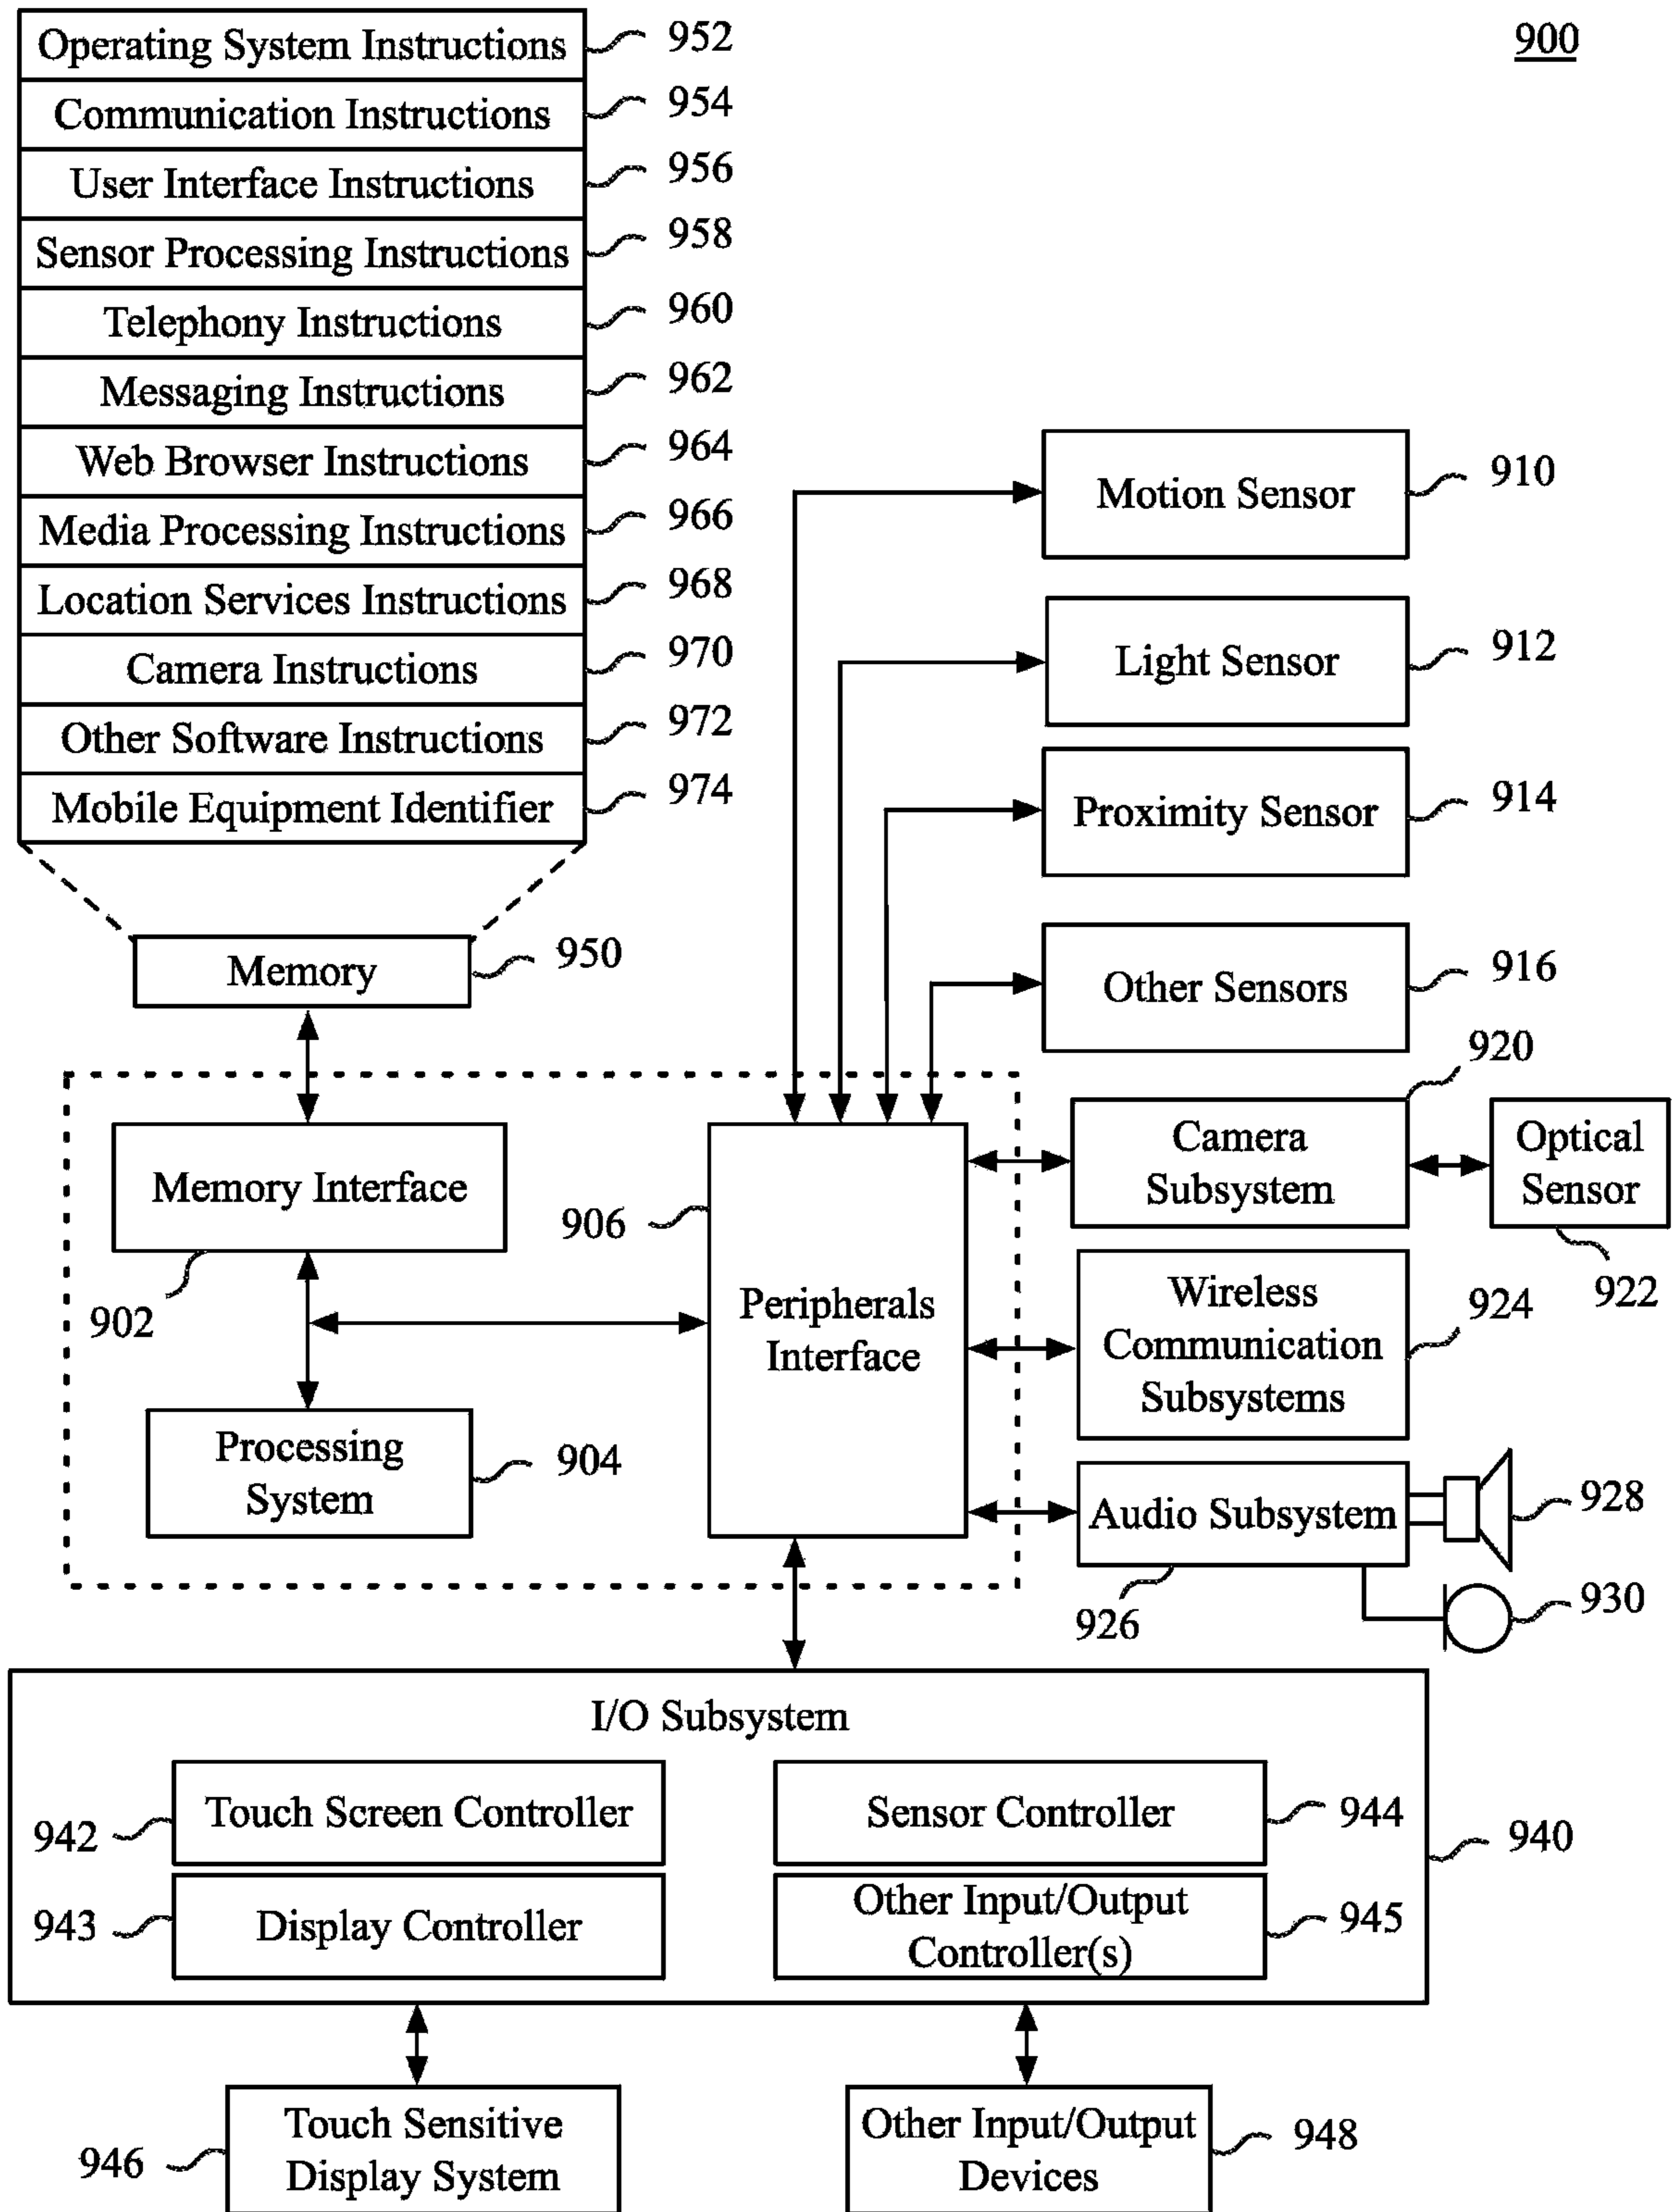 900
Operating System Instructions
952
Communication Instructions
954
User Interface Instructions
956
Sensor Processing Instructions
958
Telephony Instructions
960
Messaging Instructions
962
Web Browser Instructions
964
Media Processing Instructions
966
Location Services Instructions
968
Camera Instructions
970
Other Software Instructions
972
Mobile Equipment Identifier
974
Memory
950
Motion Sensor
910
Light Sensor
912
Proximity Sensor
914
Other Sensors
916
920
Camera
Subsystem
Optical
Sensor
922
Memory Interface
902
906
Peripherals
Interface
Wireless
Communication
Subsystems
924
Processing
System
904
Audio Subsystem
926
928
930
I/O Subsystem
940
942
Touch Screen Controller
Sensor Controller
944
943
Display Controller
Other Input/Output
Controller(s)
945
946
Touch Sensitive
Display System
Other Input/Output
Devices
948